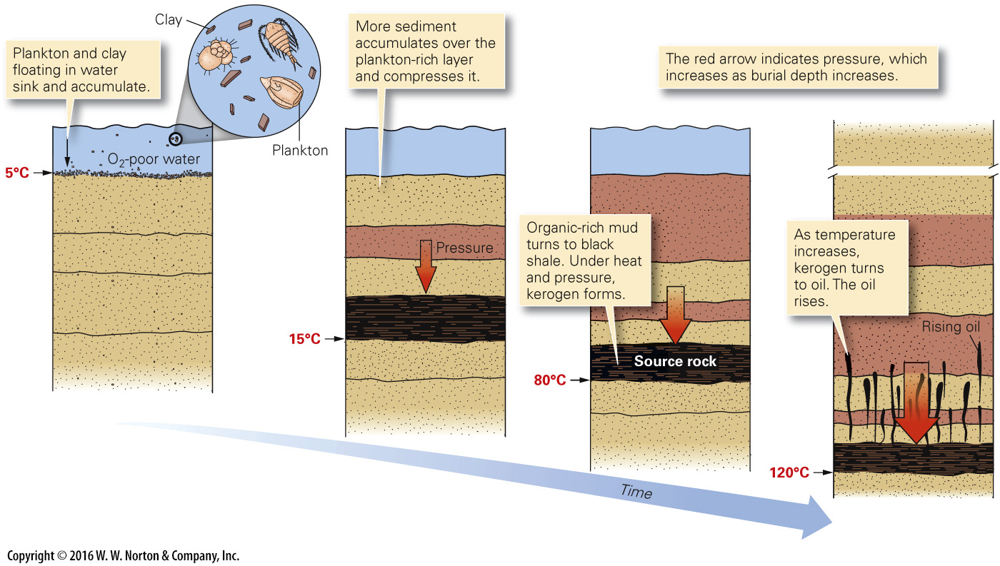 Clay
Plankton and clay
floating in water
sink and accumulate.
O2-poor water
Plankton
5°C
More sediment
accumulates over the
plankton-rich layer
and compresses it.
Pressure
15°C
The red arrow indicates pressure, which
increases as burial depth increases.
Organic-rich mud
turns to black
shale. Under heat
and pressure,
kerogen forms.
Source rock
80°C
As temperature
increases,
kerogen turns
to oil. The oil
rises.
Rising oil
120°C
Time
Copyright © 2016 W. W. Norton & Company, Inc.